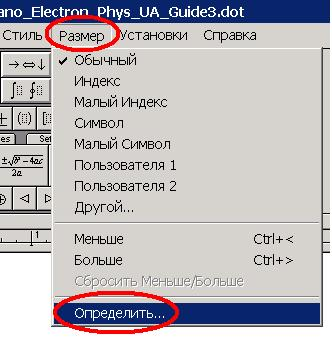 ano_Electron_Phys_UA_Guide3.dot
Стиль Размер Установки Справка
Обычный
Индекс
Малый Индекс
Символ
Малый Символ
Пользователя 1
Пользователя 2
Другой...
Меньше Ctrl+<
Больше Ctrl+>
Сбросить Меньше/Больше
Определить...